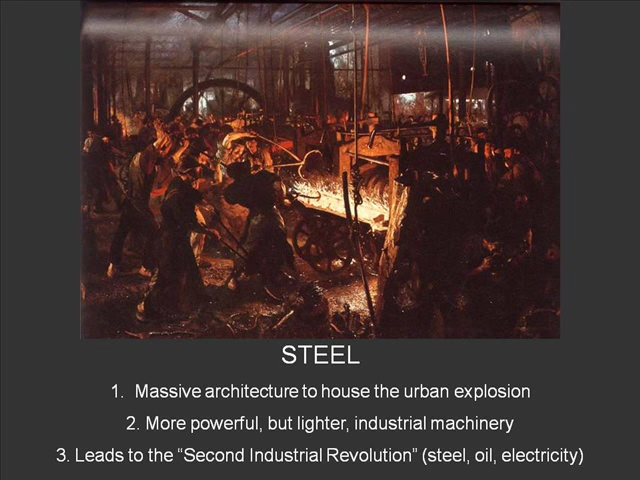 STEEL
1. Massive architecture to house the urban explosion
2. More powerful, but lighter, industrial machinery
3. Leads to the “Second Industrial Revolution” (steel, oil, electricity)